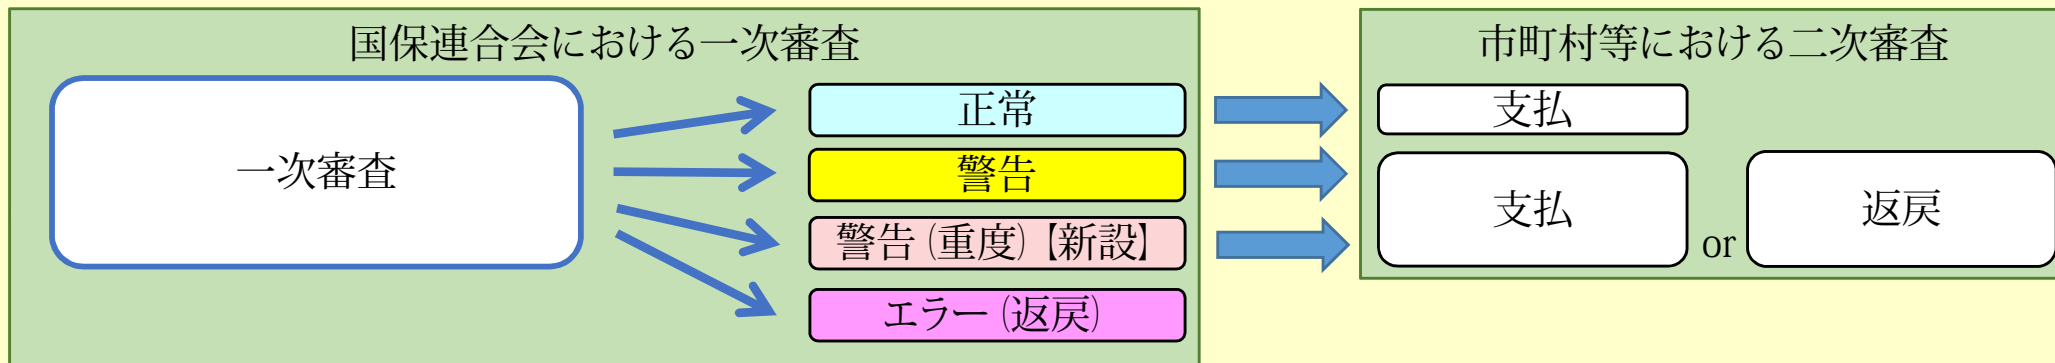 国保連合会における一次審査
一次審査
正常
警告
警告（重度）【新設】
エラー（返戻）
市町村等における二次審査
支払
支払
or
返戻